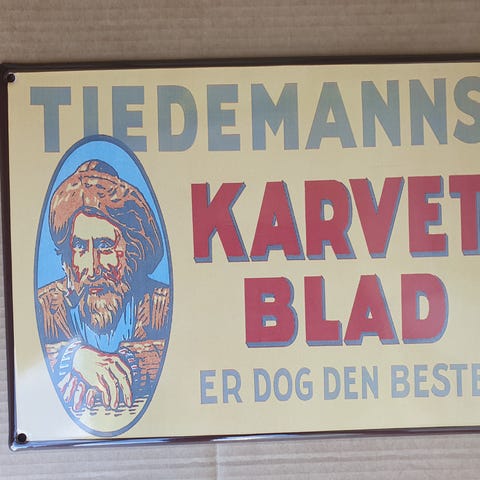 TIEDEMANNS
KARVET
BLAD
ER DOG DEN BESTE